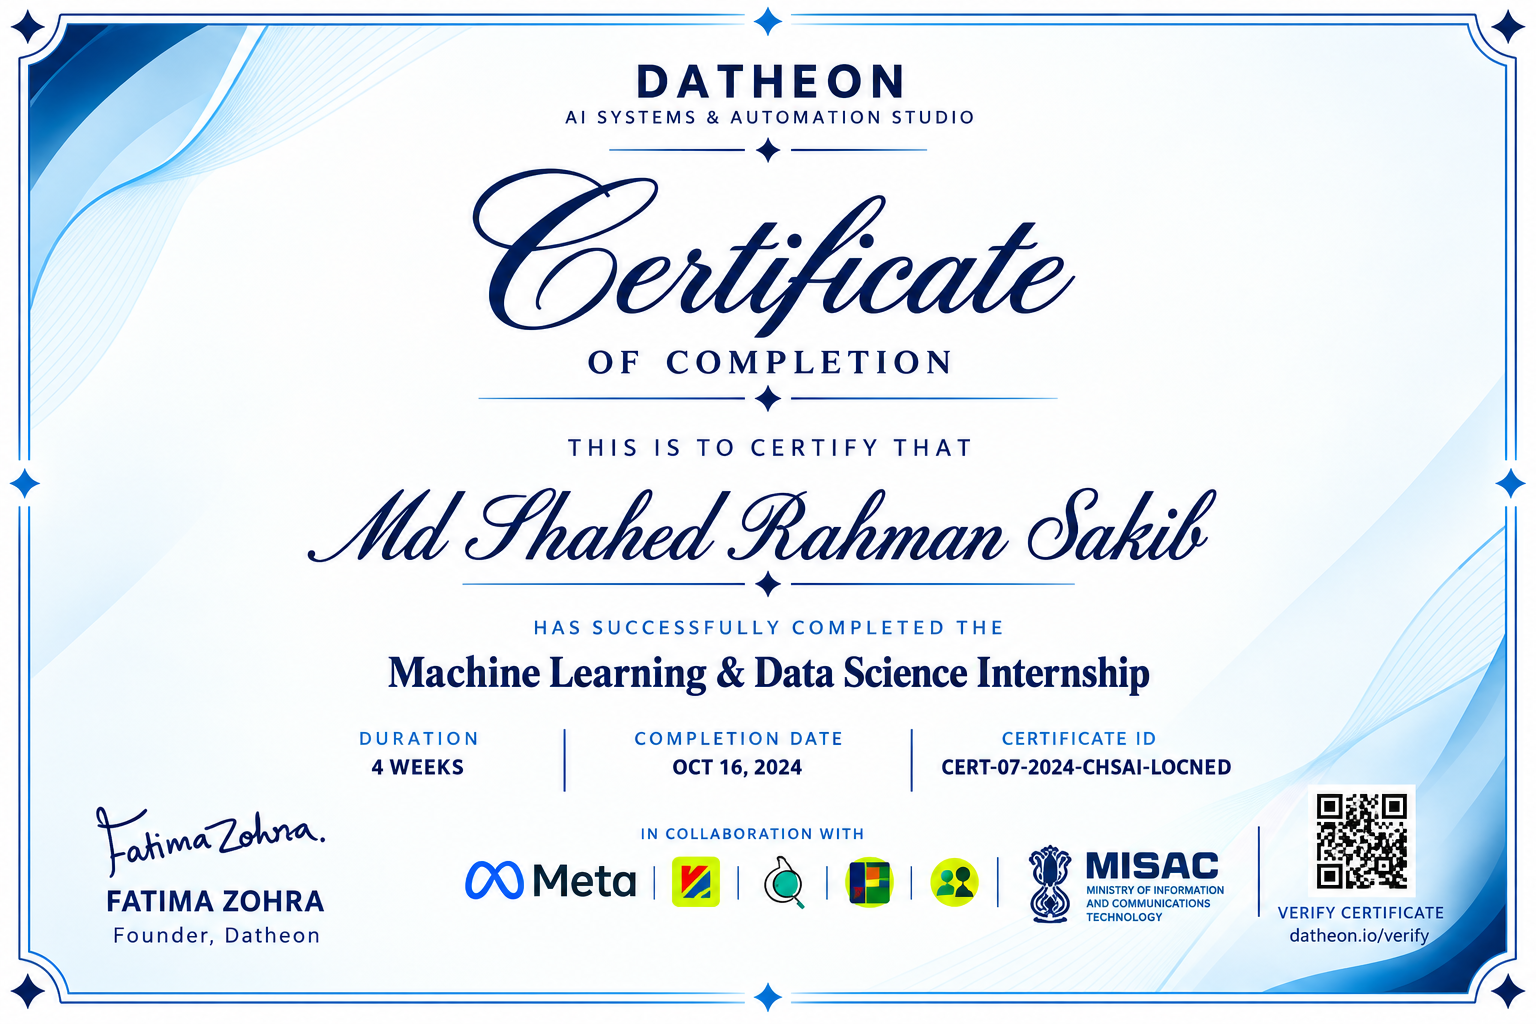 DATHEON
AI SYSTEMS & AUTOMATION STUDIO
Certificate
OF COMPLETION
THIS IS TO CERTIFY THAT
Md Shahed Rahman Sakib
HAS SUCCESSFULLY COMPLETED THE
Machine Learning & Data Science Internship
DURATION
4 WEEKS
COMPLETION DATE
OCT 16, 2024
CERTIFICATE ID
CERT-07-2024-CHSAI-LOCNED
Fatima Zohra.
FATIMA ZOHRA
Founder, Datheon
IN COLLABORATION WITH
Meta
MISAC
MINISTRY OF INFORMATION
AND COMMUNICATIONS
TECHNOLOGY
VERIFY CERTIFICATE
datheon.io/verify